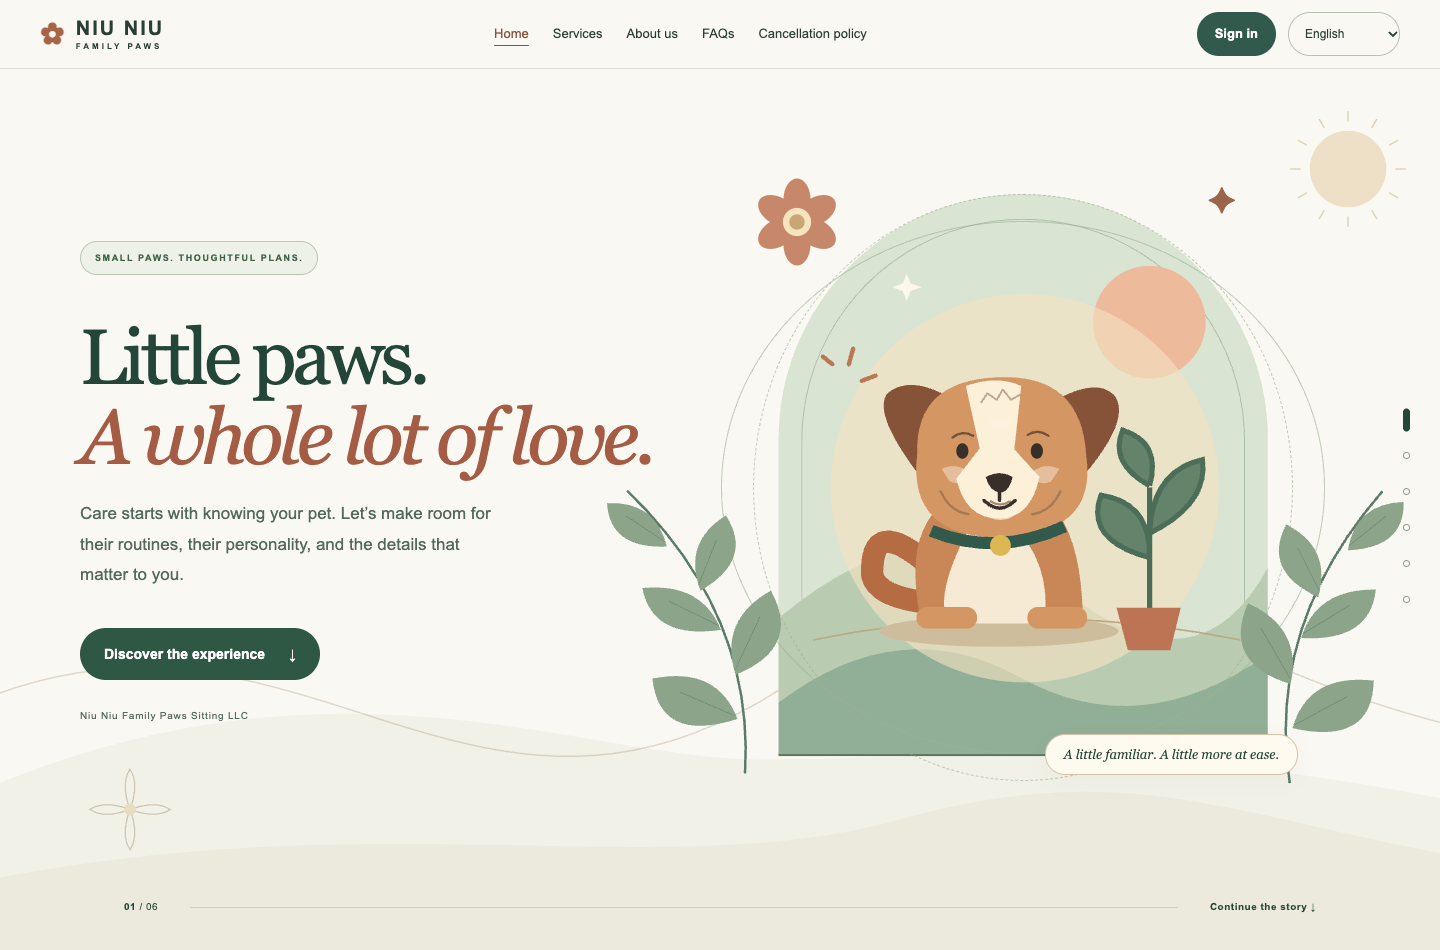 NIU NIU
FAMILY PAWS
Home
Services
About us
FAQs
Cancellation policy
Sign in
English
SMALL PAWS. THOUGHTFUL PLANS.
Little paws.
A whole lot of love.
Care starts with knowing your pet. Let’s make room for
their routines, their personality, and the details that
matter to you.
Discover the experience ↓
Niu Niu Family Paws Sitting LLC
A little familiar. A little more at ease.
01 / 06
Continue the story ↓